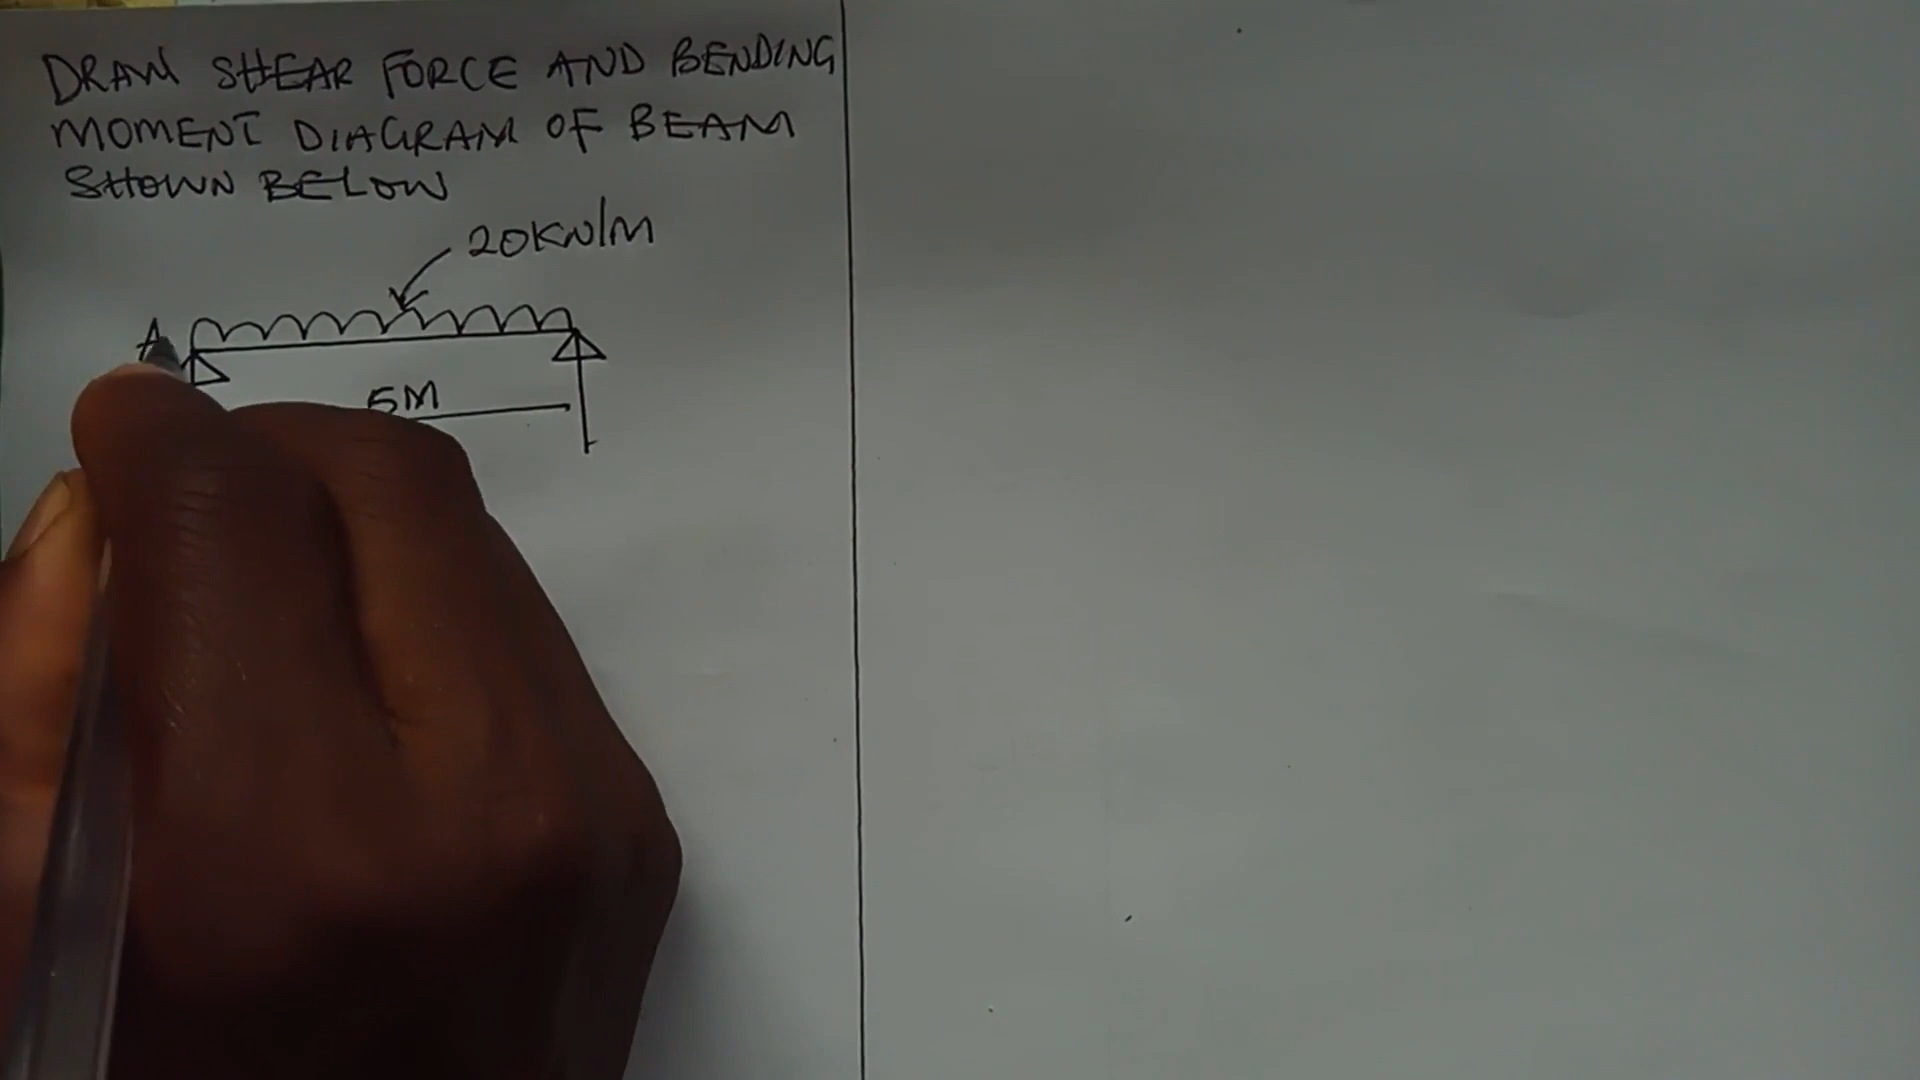 DRAW SHEAR FORCE AND BENDING
MOMENT DIAGRAM OF BEAM
SHOWN BELOW
20KN/M
A
5M